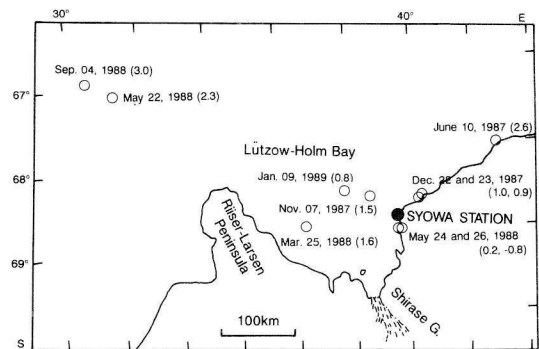 30° 40° E
Sep. 04, 1988 (3.0)
67°
May 22, 1988 (2.3)
June 10, 1987 (2.6)
Lützow-Holm Bay
Jan. 09, 1989 (0.8)
Dec. 22 and 23, 1987
(1.0, 0.9)
68°
Nov. 07, 1987 (1.5)
SYOWA STATION
Mar. 25, 1988 (1.6)
May 24 and 26, 1988
(0.2, -0.8)
Riiser-Larsen
Peninsula
69°
Shirase G.
100km
S